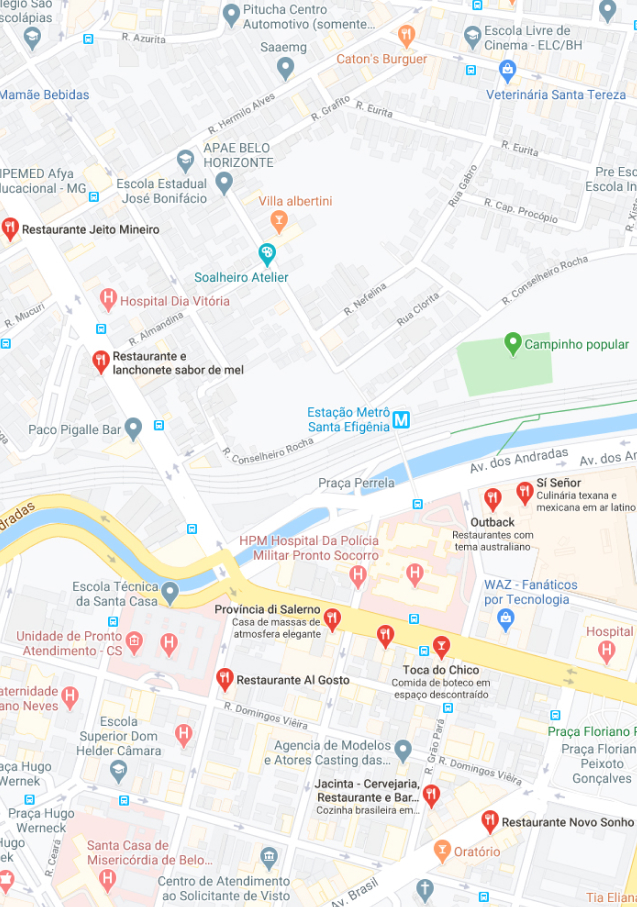 légio São
scolápios
Pitucha Centro
Automotivo (somente...
R. Azurita
Saaemg
Caton's Burguer
Escola Livre de
Cinema - ELC/BH
Mamãe Bebidas
Veterinária Santa Tereza
R. Hermilo Alves
R. Graffto
R. Eurita
R. Eurita
APAE BELO
HORIZONTE
IPEMED Afya
ducacional - MG
Escola Estadual
José Bonifácio
Pre Esc
Escola In
Rua Gabro
R. Cap. Procópio
R. Xisto
Villa albertini
Restaurante Jeito Mineiro
Soalheiro Atelier
R. Conselheiro Rocha
R. Nefelina
Rua Clorita
Hospital Dia Vitória
R. Mucuri
R. Almandina
Campinho popular
Restaurante e
lanchonete sabor de mel
Estação Metrô
Santa Efigênia
Paco Pigalle Bar
R. Conselheiro Rocha
Av. dos Andradas
Av. dos An
Praça Perrela
Sí Señor
Culinária texana e
mexicana em ar latino
Outback
Restaurantes com
tema australiano
dradas
HPM Hospital Da Polícia
Militar Pronto Socorro
Escola Técnica
da Santa Casa
WAZ - Fanáticos
por Tecnologia
Província di Salerno
Casa de massas de
atmosfera elegante
Unidade de Pronto
Atendimento - CS
Hospital
Toca do Chico
Comida de boteco em
espaço descontraído
Restaurante Al Gosto
aternidade
ano Neves
R. Domingos Viêira
Escola
Superior Dom
Helder Câmara
R. Grão Pará
Praça Floriano P
Praça Florian
Peixoto
Gonçalves
Agencia de Modelos
e Atores Casting das...
R. Domingos Viêira
aça Hugo
Wernek
Jacinta - Cervejaria,
Restaurante e Bar...
Cozinha brasileira em...
Praça Hugo
Werneck
Restaurante Novo Sonho
Hugo
ek
R. Ceará
Santa Casa de
Misericórdia de Belo...
Oratório
Centro de Atendimento
ao Solicitante de Visto
Av. Brasil
Tia Eliana